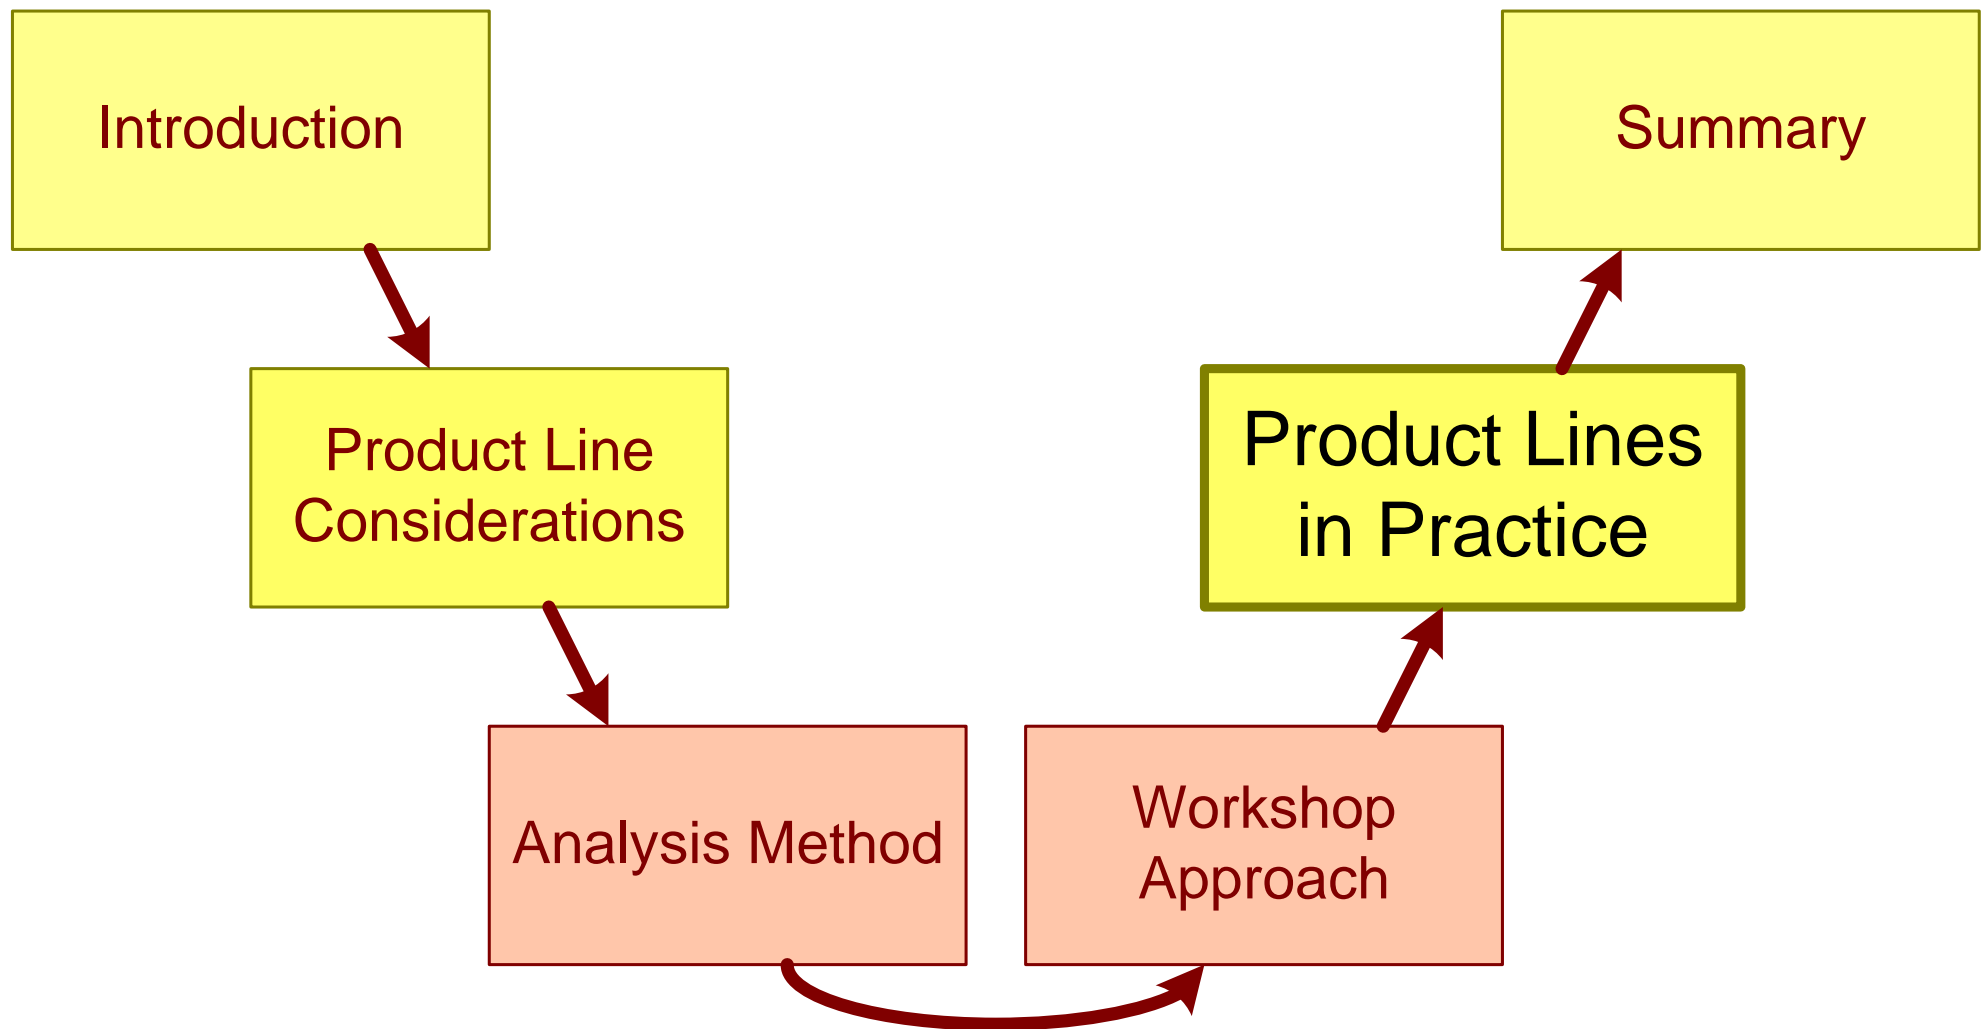 Introduction
Product Line
Considerations
Analysis Method
Workshop
Approach
Product Lines
in Practice
Summary